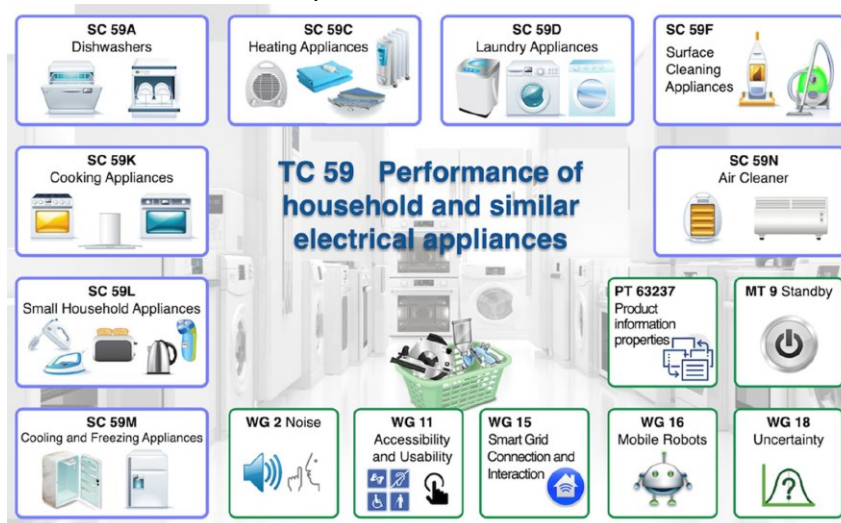 SC 59A
Dishwashers
SC 59C
Heating Appliances
SC 59D
Laundry Appliances
SC 59F
Surface
Cleaning
Appliances
SC 59K
Cooking Appliances
TC 59 Performance of
household and similar
electrical appliances
SC 59N
Air Cleaner
SC 59L
Small Household Appliances
PT 63237
Product
information
properties
MT 9 Standby
SC 59M
Cooling and Freezing Appliances
WG 2 Noise
WG 11
Accessibility
and Usability
WG 15
Smart Grid
Connection and
Interaction
WG 16
Mobile Robots
WG 18
Uncertainty
?